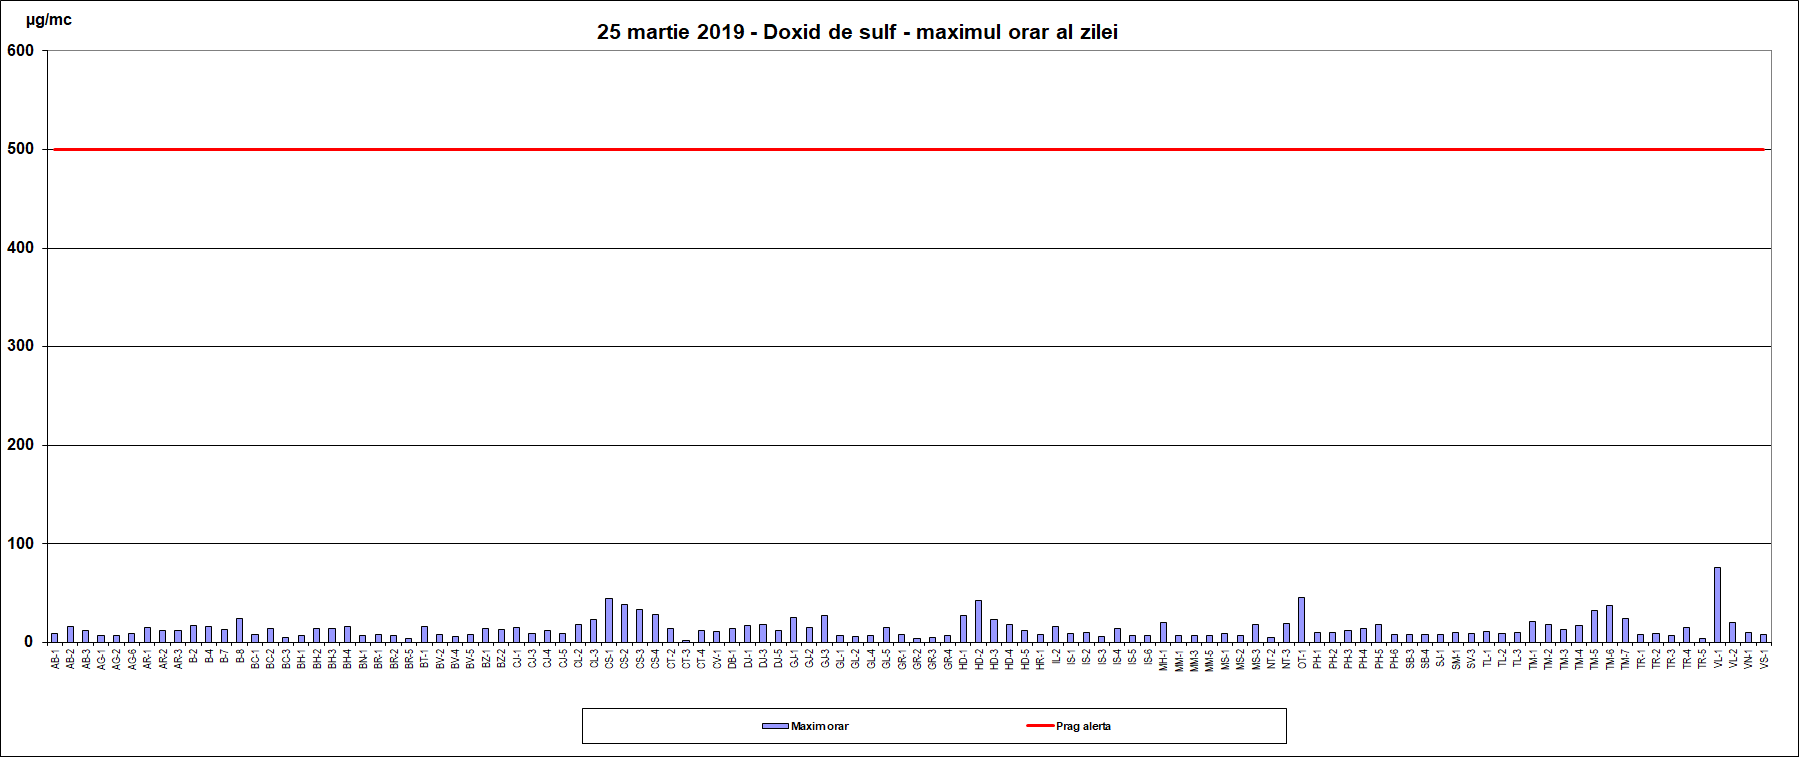 µg/mc
25 martie 2019 - Doxid de sulf - maximul orar al zilei
600
500
400
300
200
100
0
AB-1 AB-2 AB-3 AG-1 AG-2 AG-6 AR-1 AR-2 AR-3 B-2 B-4 B-7 B-8 BC-1 BC-2 BC-3 BH-1 BH-2 BH-3 BH-4 BN-1 BR-1 BR-2 BR-5 BT-1 BV-2 BV-4 BV-5 BZ-1 BZ-2 CJ-1 CJ-3 CJ-4 CJ-5 CL-2 CL-3 CS-1 CS-2 CS-3 CS-4 CT-2 CT-3 CT-4 CV-1 DB-1 DJ-1 DJ-3 DJ-5 GJ-1 GJ-2 GJ-3 GL-1 GL-2 GL-4 GL-5 GR-1 GR-2 GR-3 GR-4 HD-1 HD-2 HD-3 HD-4 HD-5 HR-1 IL-2 IS-1 IS-2 IS-3 IS-4 IS-5 IS-6 MH-1 MM-1 MM-3 MM-5 MS-1 MS-2 MS-3 NT-2 NT-3 OT-1 PH-1 PH-2 PH-3 PH-4 PH-5 PH-6 SB-3 SB-4 SJ-1 SM-1 SV-3 TL-1 TL-2 TL-3 TM-1 TM-2 TM-3 TM-4 TM-5 TM-6 TM-7 TR-1 TR-2 TR-3 TR-4 TR-5 VL-1 VL-2 VN-1 VS-1
Maxim orar Prag alerta